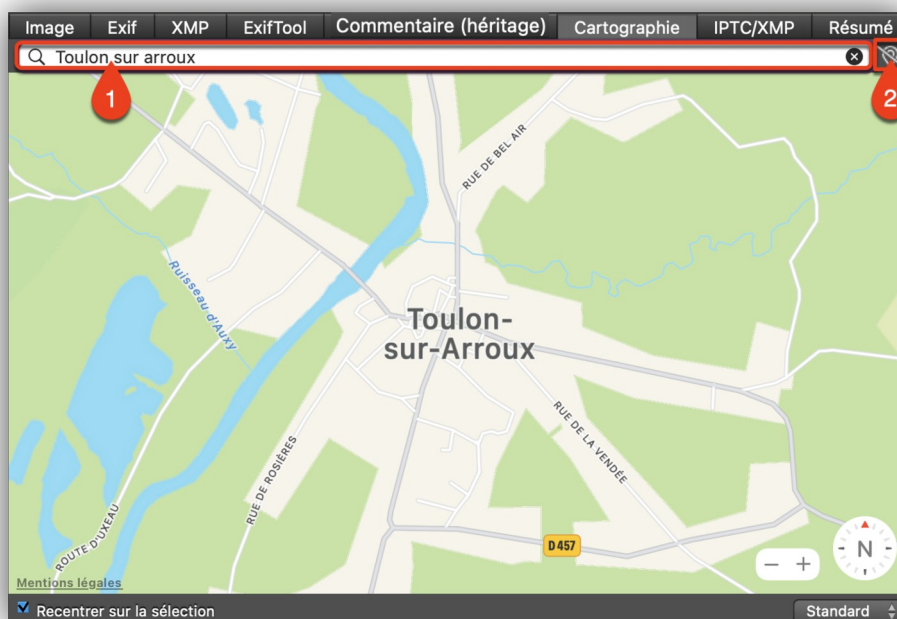 Image Exif XMP ExifTool Commentaire (héritage) Cartographie IPTC/XMP Résumé
Toulon sur arroux
1
2
RUE DE BEL AIR
Ruisseau d'Auxy
Toulon-
sur-Arroux
RUE DE ROSIÈRES
RUE DE LA VENDÉE
ROUTE D'UXEAU
D 457
N
− +
Mentions légales
Recentrer sur la sélection
Standard